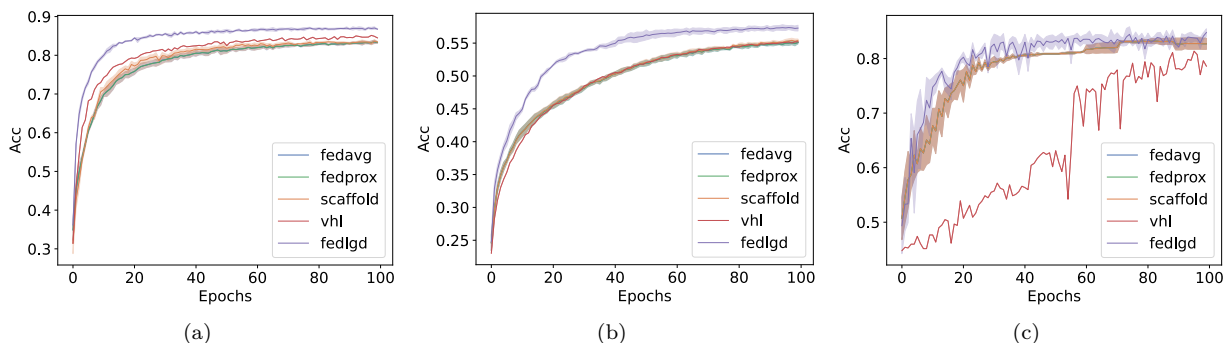 0.9
0.8
0.7
0.6
0.5
0.4
0.3
Acc
0 20 40 60 80 100
Epochs
fedavg
fedprox
scaffold
vhl
fedlgd
(a)
0.55
0.50
0.45
0.40
0.35
0.30
0.25
Acc
0 20 40 60 80 100
Epochs
fedavg
fedprox
scaffold
vhl
fedlgd
(b)
0.8
0.7
0.6
0.5
Acc
0 20 40 60 80 100
Epochs
fedavg
fedprox
scaffold
vhl
fedlgd
(c)